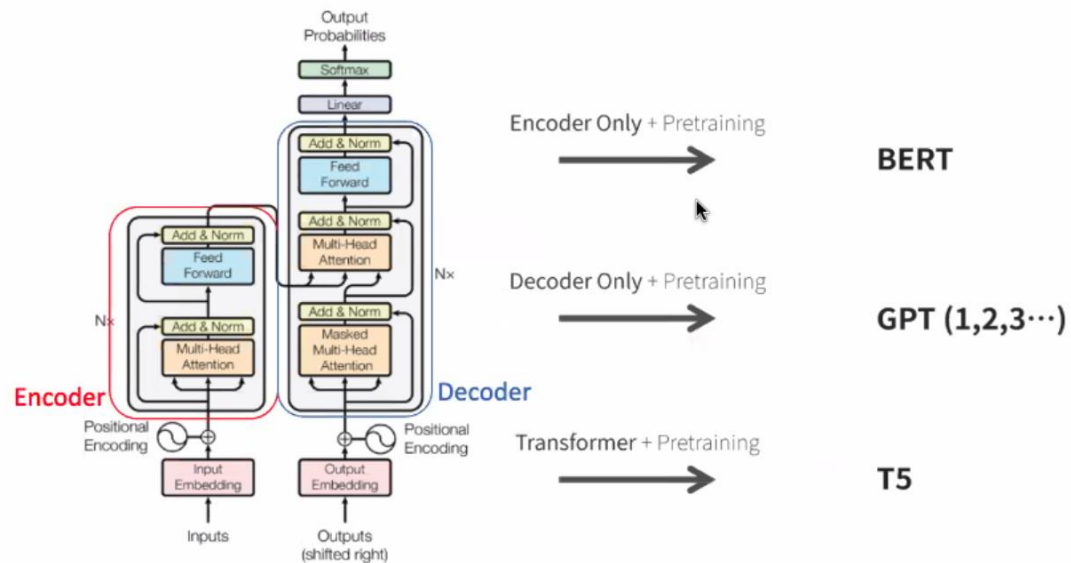 Output
Probabilities
Softmax
Linear
Add & Norm
Feed
Forward
Add & Norm
Multi-Head
Attention
Nx
Add & Norm
Masked
Multi-Head
Attention
Decoder
Add & Norm
Feed
Forward
Nx
Add & Norm
Multi-Head
Attention
Encoder
Positional
Encoding
Positional
Encoding
Input
Embedding
Output
Embedding
Inputs
Outputs
(shifted right)
Encoder Only + Pretraining
BERT
Decoder Only + Pretraining
GPT (1,2,3⋯)
Transformer + Pretraining
T5